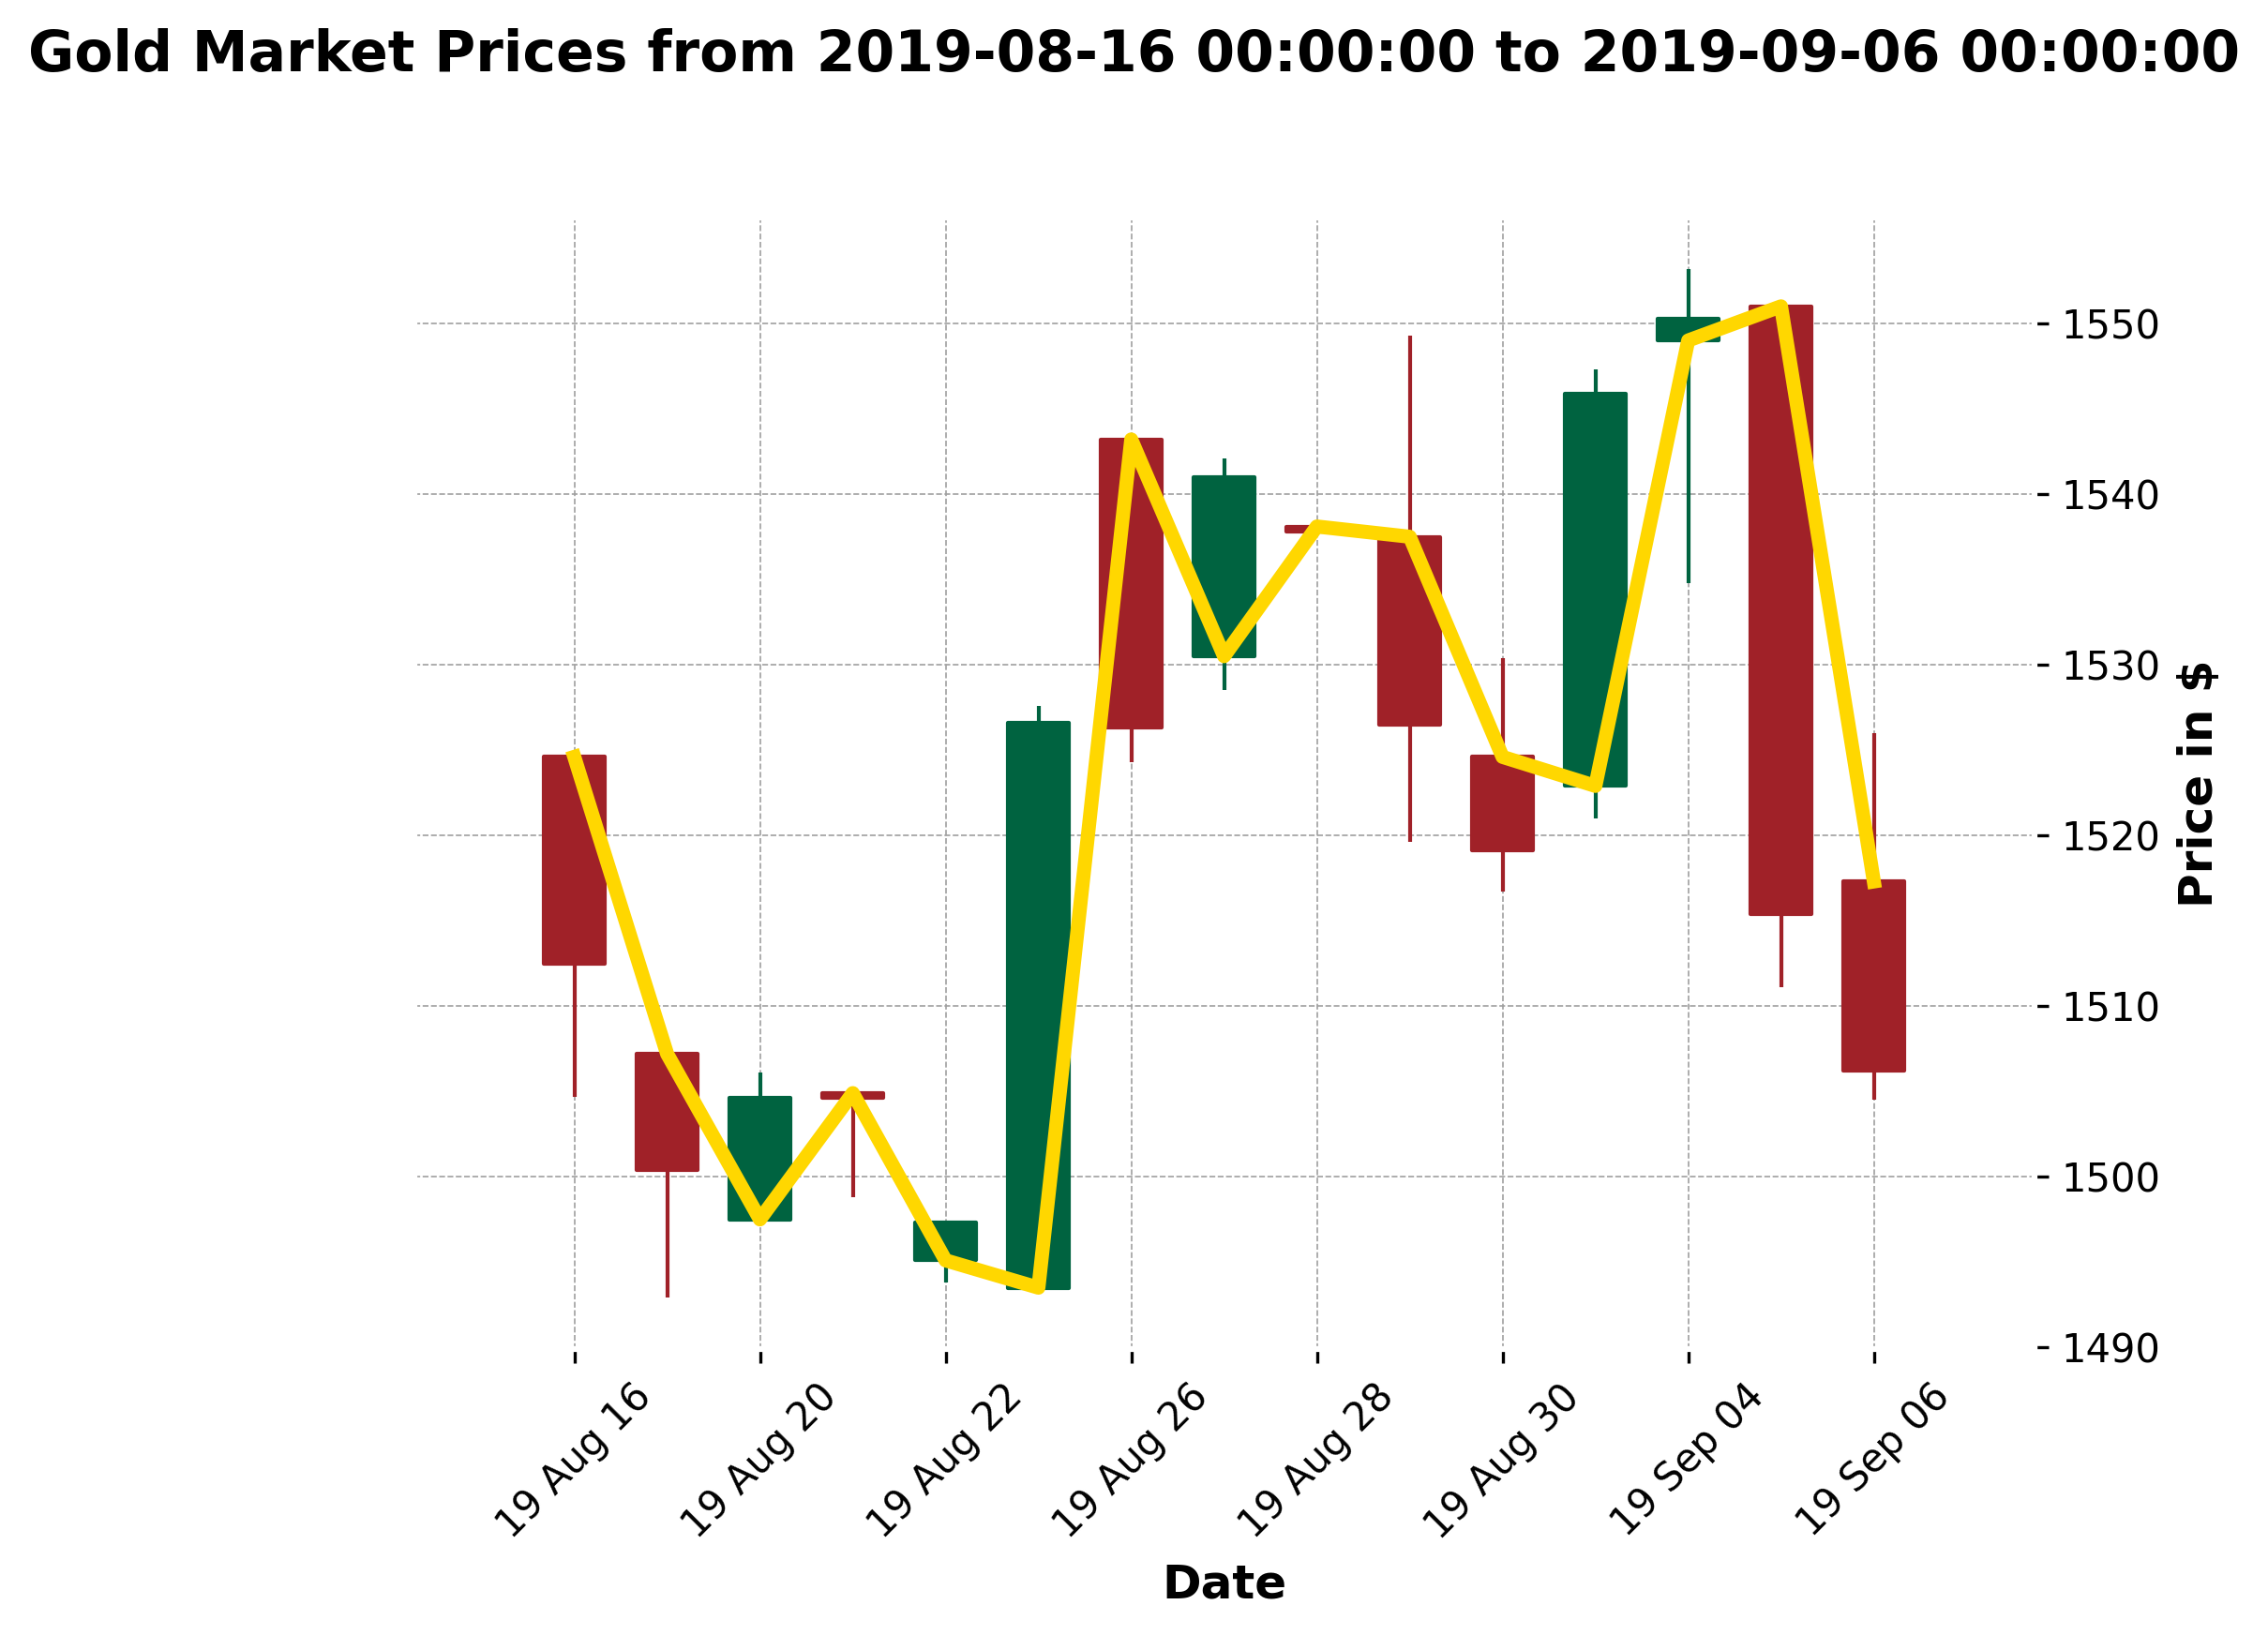 Gold Market Prices from 2019-08-16 00:00:00 to 2019-09-06 00:00:00
1550
1540
1530
1520
1510
1500
1490
Price in $
19 Aug 16
19 Aug 20
19 Aug 22
19 Aug 26
19 Aug 28
19 Aug 30
19 Sep 04
19 Sep 06
Date